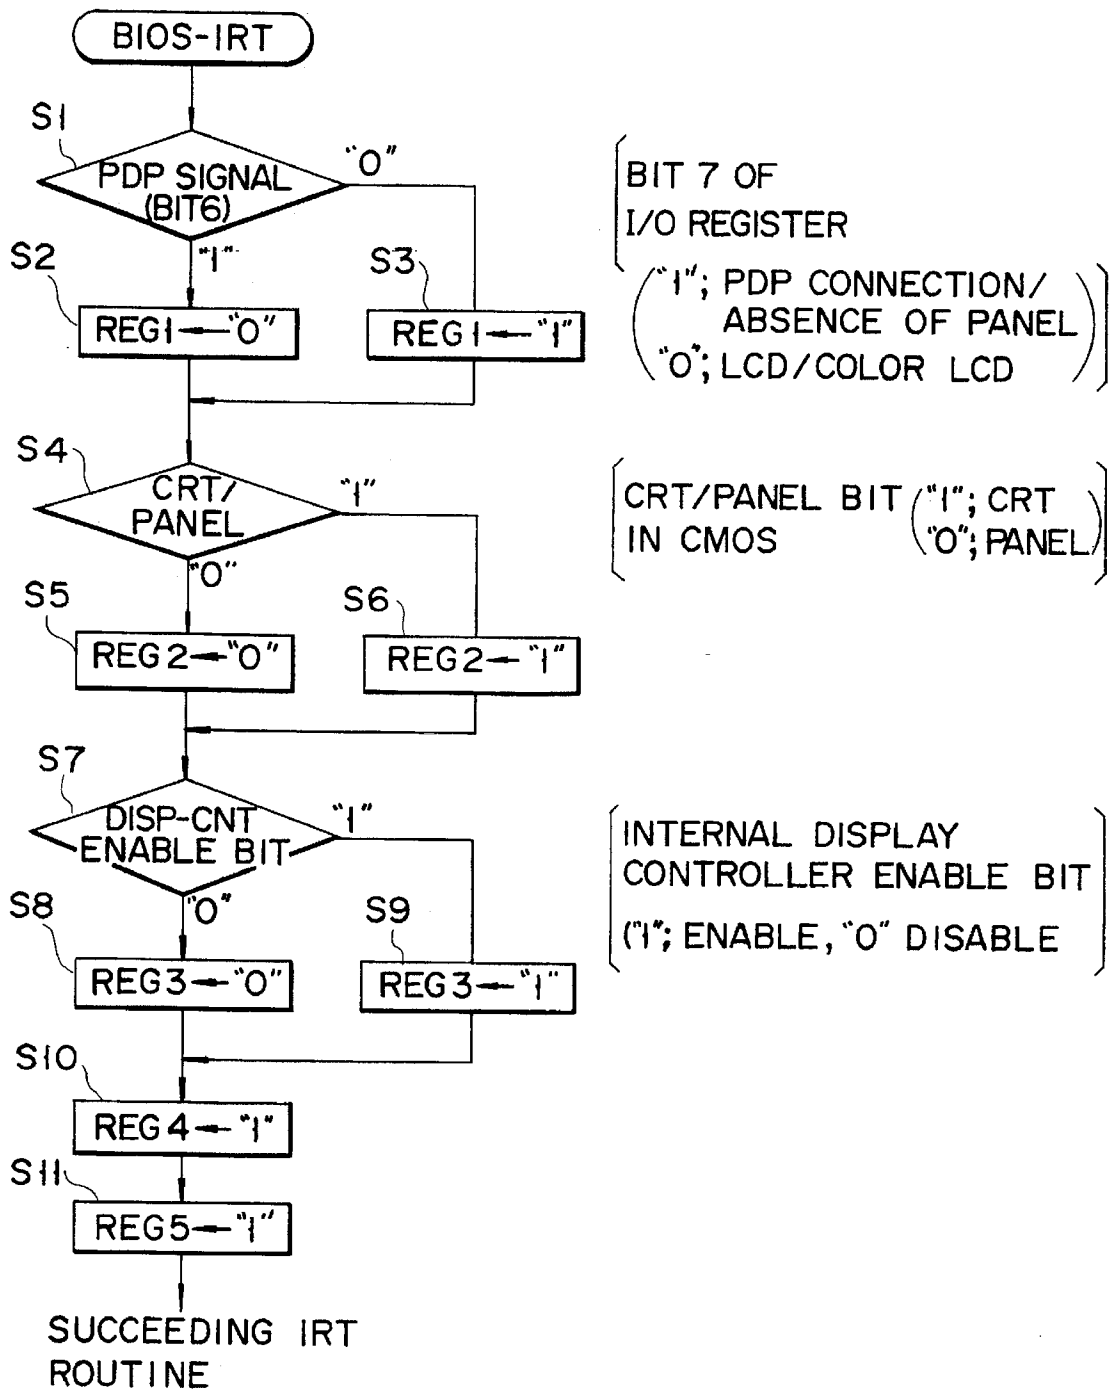 BIOS-IRT
S1
PDP SIGNAL
(BIT6)
"0"
"1"
S2
REG1←"0"
S3
REG1←"1"
BIT 7 OF
I/O REGISTER
("1"; PDP CONNECTION/
ABSENCE OF PANEL
"0"; LCD/COLOR LCD)
S4
CRT/
PANEL
"1"
"0"
S5
REG2←"0"
S6
REG2←"1"
CRT/PANEL BIT ("1"; CRT
IN CMOS "0"; PANEL)
S7
DISP-CNT
ENABLE BIT
"1"
"0"
S8
REG3←"0"
S9
REG3←"1"
INTERNAL DISPLAY
CONTROLLER ENABLE BIT
("1"; ENABLE, "0" DISABLE
S10
REG4←"1"
S11
REG5←"1"
SUCCEEDING IRT
ROUTINE